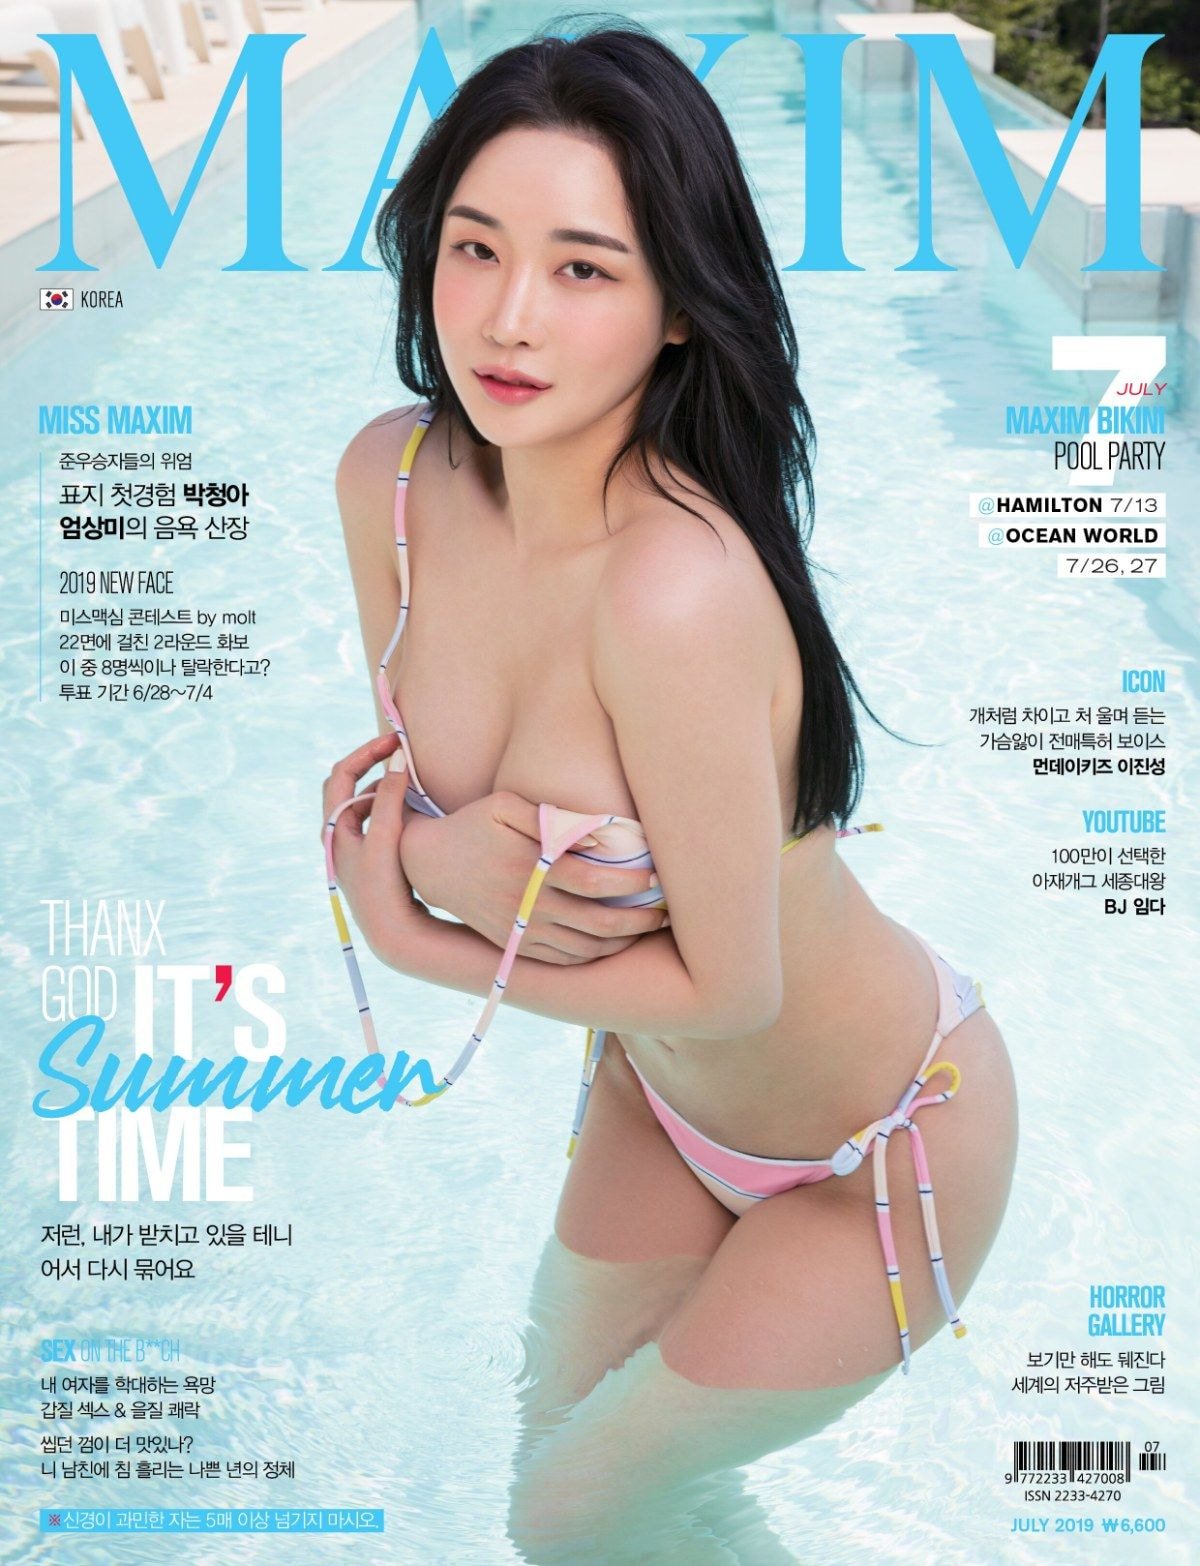 MAXIM
KOREA
MISS MAXIM
준우승자들의 위엄
표지 첫경험 박청아
엄상미의 음욕 산장
2019 NEW FACE
미스맥심 콘테스트 by molt
22면에 걸친 2라운드 화보
이 중 8명씩이나 탈락한다고?
투표 기간 6/28~7/4
7
JULY
MAXIM BIKINI
POOL PARTY
@HAMILTON 7/13
@OCEAN WORLD
7/26, 27
ICON
개처럼 차이고 처 울며 듣는
가슴앓이 전매특허 보이스
먼데이키즈 이진성
YOUTUBE
100만이 선택한
아재개그 세종대왕
BJ 임다
THANX
GOD IT'S
Summer
TIME
저런, 내가 받치고 있을 테니
어서 다시 묶어요
SEX ON THE B**CH
내 여자를 학대하는 욕망
갑질 섹스 & 을질 쾌락
씹던 껌이 더 맛있나?
니 남친에 침 흘리는 나쁜 년의 정체
※신경이 과민한 자는 5매 이상 넘기지 마시오.
HORROR
GALLERY
보기만 해도 뒈진다
세계의 저주받은 그림
07
9 772233 427008
ISSN 2233-4270
JULY 2019 ₩6,600